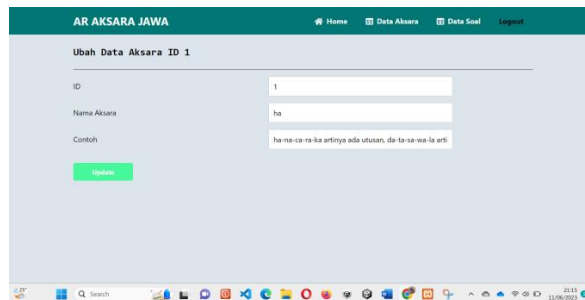 AR AKSARA JAWA Home Data Aksara Data Soal Logout
Ubah Data Aksara ID 1
ID 1
Nama Aksara ha
Contoh ha-na-ca-ra-ka artinya ada utusan, da-ta-sa-wa-la arti
Update
29° Search 21:15
11/06/2023